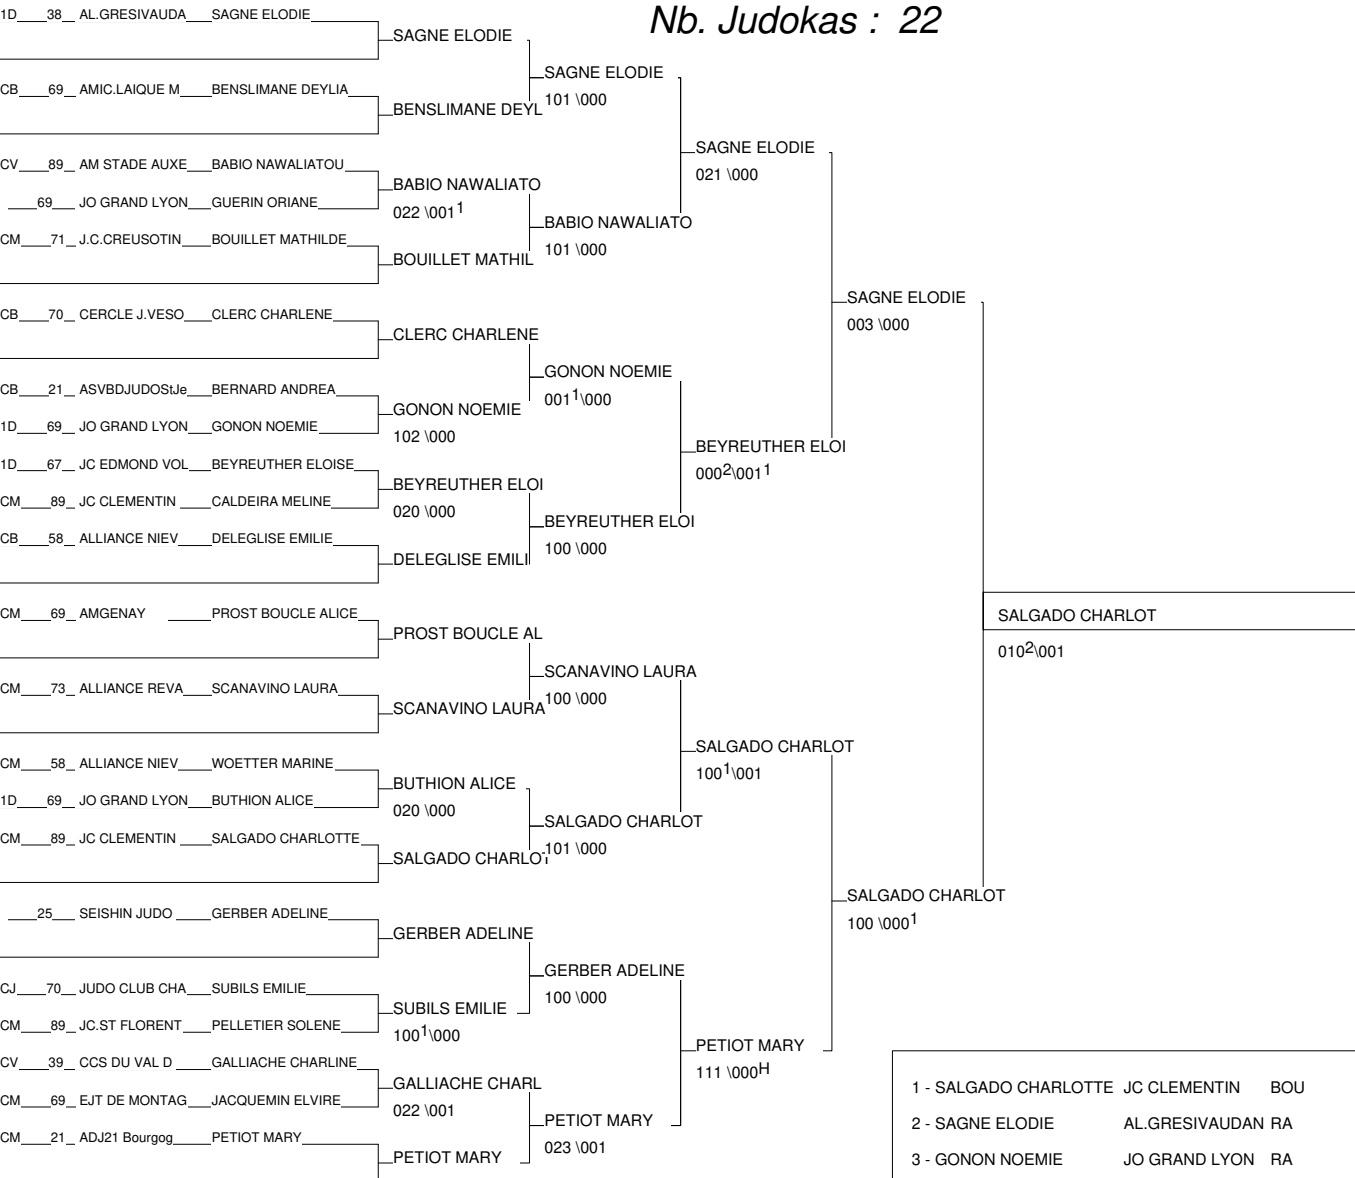 Nb. Judokas : 22
1D 38 AL.GRESIVAUDA SAGNE ELODIE
CB 69 AMIC.LAIQUE M BENSLIMANE DEYLIA
CV 89 AM STADE AUXE BABIO NAWALIATOU
69 JO GRAND LYON GUERIN ORIANE
CM 71 J.C.CREUSOTIN BOUILLET MATHILDE
CB 70 CERCLE J.VESO CLERC CHARLENE
CB 21 ASVBDJUDOStJe BERNARD ANDREA
1D 69 JO GRAND LYON GONON NOEMIE
1D 67 JC EDMOND VOL BEYREUTHER ELOISE
CM 89 JC CLEMENTIN CALDEIRA MELINE
CB 58 ALLIANCE NIEV DELEGLISE EMILIE
CM 69 AMGENAY PROST BOUCLE ALICE
CM 73 ALLIANCE REVA SCANAVINO LAURA
CM 58 ALLIANCE NIEV WOETTER MARINE
1D 69 JO GRAND LYON BUTHION ALICE
CM 89 JC CLEMENTIN SALGADO CHARLOTTE
25 SEISHIN JUDO GERBER ADELINE
CJ 70 JUDO CLUB CHA SUBILS EMILIE
CM 89 JC.ST FLORENT PELLETIER SOLENE
CV 39 CCS DU VAL D GALLIACHE CHARLINE
CM 69 EJT DE MONTAG JACQUEMIN ELVIRE
CM 21 ADJ21 Bourgog PETIOT MARY
SAGNE ELODIE
BENSLIMANE DEYL
BABIO NAWALIATO
022 \001¹
BOUILLET MATHIL
CLERC CHARLENE
GONON NOEMIE
102 \000
BEYREUTHER ELOI
020 \000
DELEGLISE EMILI
PROST BOUCLE AL
SCANAVINO LAURA
BUTHION ALICE
020 \000
SALGADO CHARLOT
GERBER ADELINE
SUBILS EMILIE
100¹\000
GALLIACHE CHARL
022 \001
PETIOT MARY
SAGNE ELODIE
101 \000
BABIO NAWALIATO
101 \000
GONON NOEMIE
001¹\000
BEYREUTHER ELOI
100 \000
SCANAVINO LAURA
100 \000
SALGADO CHARLOT
101 \000
GERBER ADELINE
100 \000
PETIOT MARY
023 \001
SAGNE ELODIE
021 \000
BEYREUTHER ELOI
000²\001¹
SALGADO CHARLOT
100¹\001
PETIOT MARY
111 \000ᴴ
SAGNE ELODIE
003 \000
SALGADO CHARLOT
100 \000¹
SALGADO CHARLOT
010²\001
1 - SALGADO CHARLOTTE JC CLEMENTIN BOU
2 - SAGNE ELODIE AL.GRESIVAUDAN RA
3 - GONON NOEMIE JO GRAND LYON RA